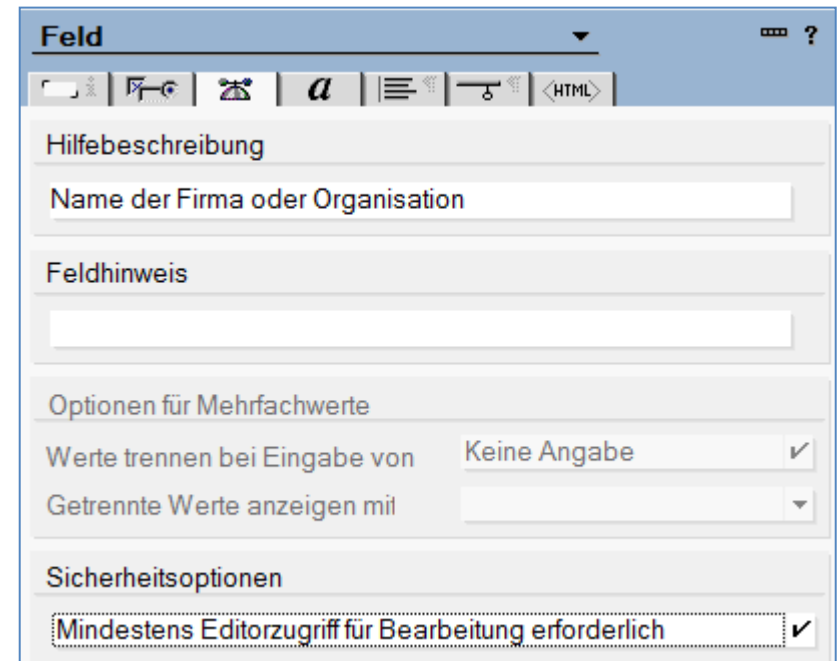 Feld
?
a
<HTML>
Hilfebeschreibung
Name der Firma oder Organisation
Feldhinweis
Optionen für Mehrfachwerte
Werte trennen bei Eingabe von Keine Angabe
Getrennte Werte anzeigen mit
Sicherheitsoptionen
Mindestens Editorzugriff für Bearbeitung erforderlich